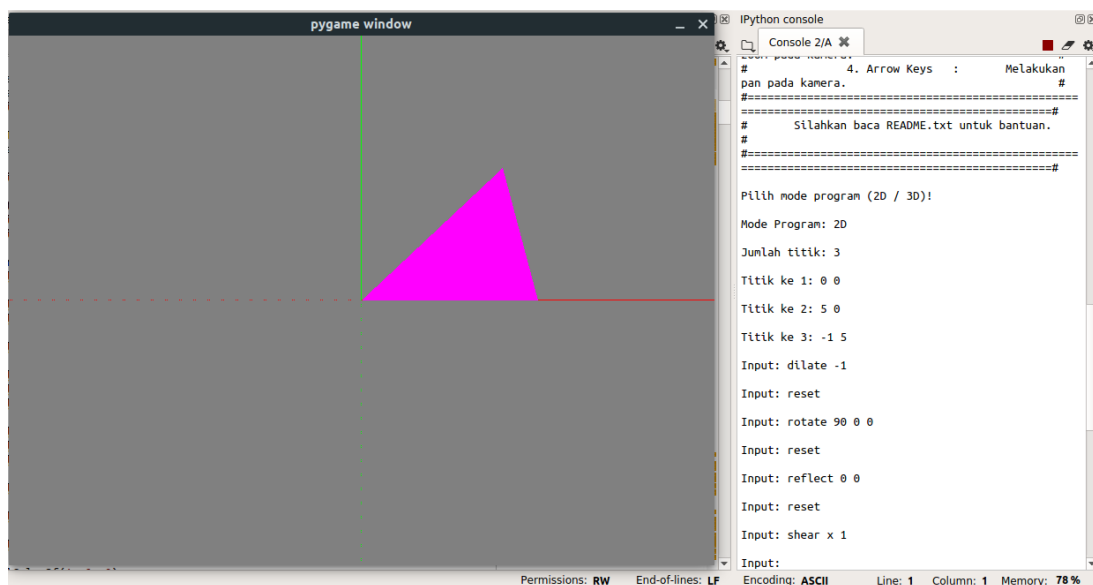 pygame window
IPython console
Console 2/A
# 4. Arrow Keys : Melakukan
pan pada kamera. #
#==================================================
===============================================#
# Silahkan baca README.txt untuk bantuan.
#
#==================================================
===============================================#
Pilih mode program (2D / 3D)!
Mode Program: 2D
Jumlah titik: 3
Titik ke 1: 0 0
Titik ke 2: 5 0
Titik ke 3: -1 5
Input: dilate -1
Input: reset
Input: rotate 90 0 0
Input: reset
Input: reflect 0 0
Input: reset
Input: shear x 1
Input:
Permissions: RW End-of-lines: LF Encoding: ASCII Line: 1 Column: 1 Memory: 78 %